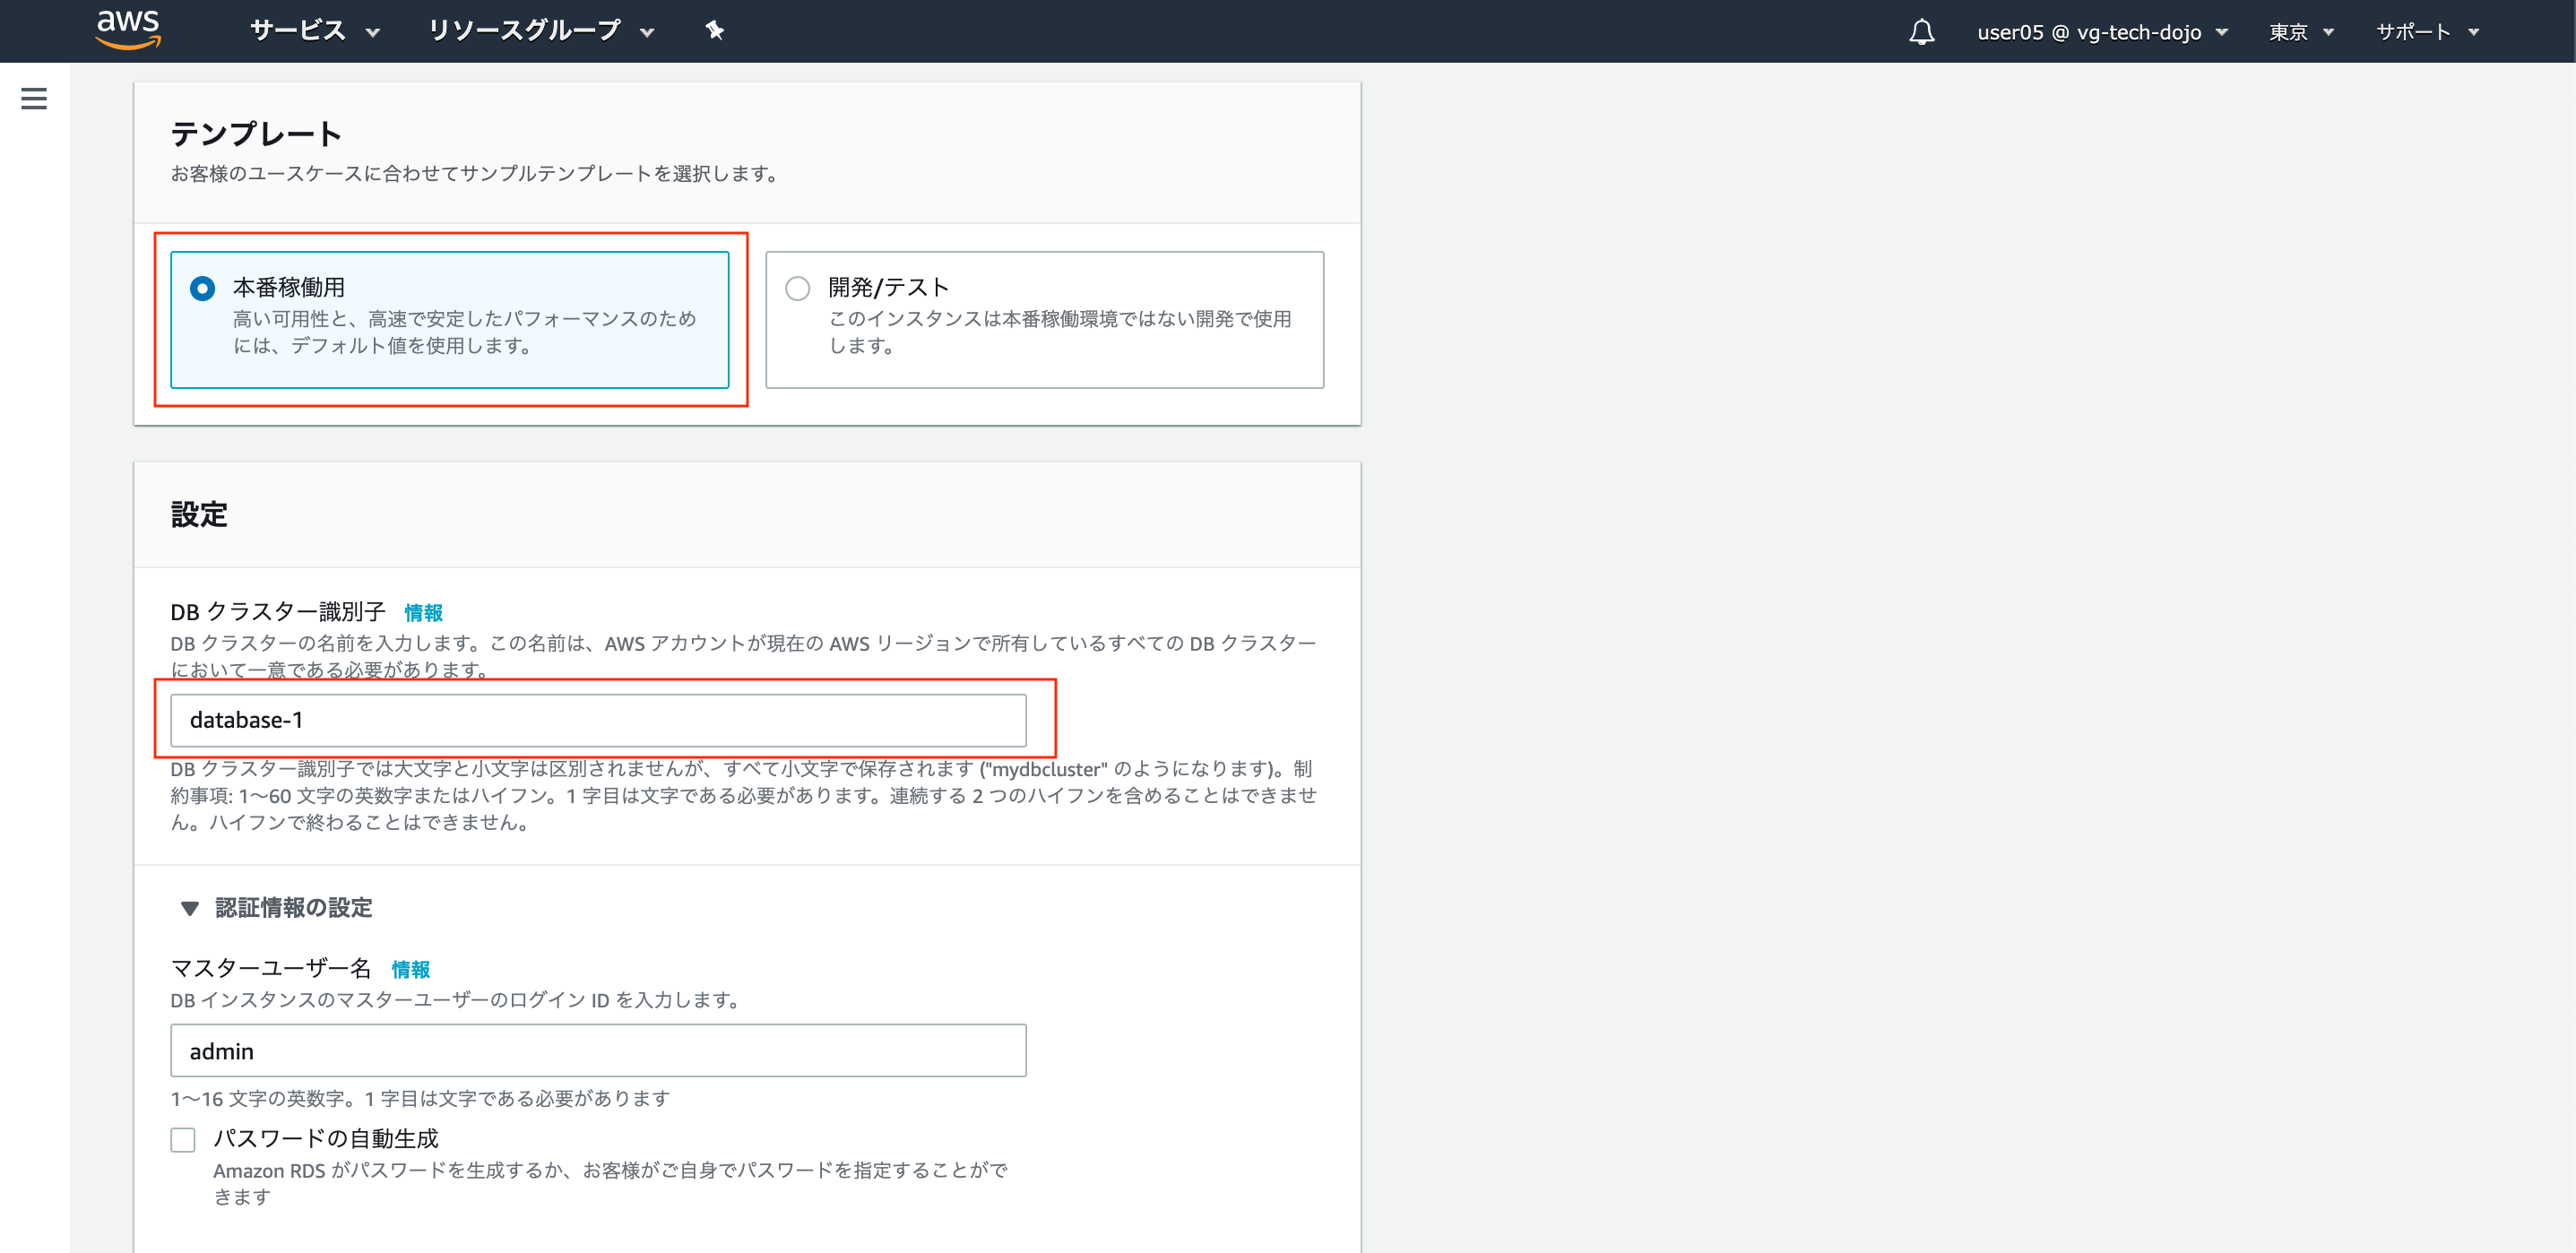 aws
サービス
リソースグループ
user05 @ vg-tech-dojo
東京
サポート
テンプレート
お客様のユースケースに合わせてサンプルテンプレートを選択します。
本番稼働用
高い可用性と、高速で安定したパフォーマンスのため
には、デフォルト値を使用します。
開発/テスト
このインスタンスは本番稼働環境ではない開発で使用
します。
設定
DB クラスター識別子 情報
DB クラスターの名前を入力します。この名前は、AWS アカウントが現在の AWS リージョンで所有しているすべての DB クラスター
において一意である必要があります。
database-1
DB クラスター識別子では大文字と小文字は区別されませんが、すべて小文字で保存されます ("mydbcluster" のようになります)。制
約事項: 1〜60 文字の英数字またはハイフン。1 字目は文字である必要があります。連続する 2 つのハイフンを含めることはできませ
ん。ハイフンで終わることはできません。
認証情報の設定
マスターユーザー名 情報
DB インスタンスのマスターユーザーのログイン ID を入力します。
admin
1〜16 文字の英数字。1 字目は文字である必要があります
パスワードの自動生成
Amazon RDS がパスワードを生成するか、お客様がご自身でパスワードを指定することがで
きます